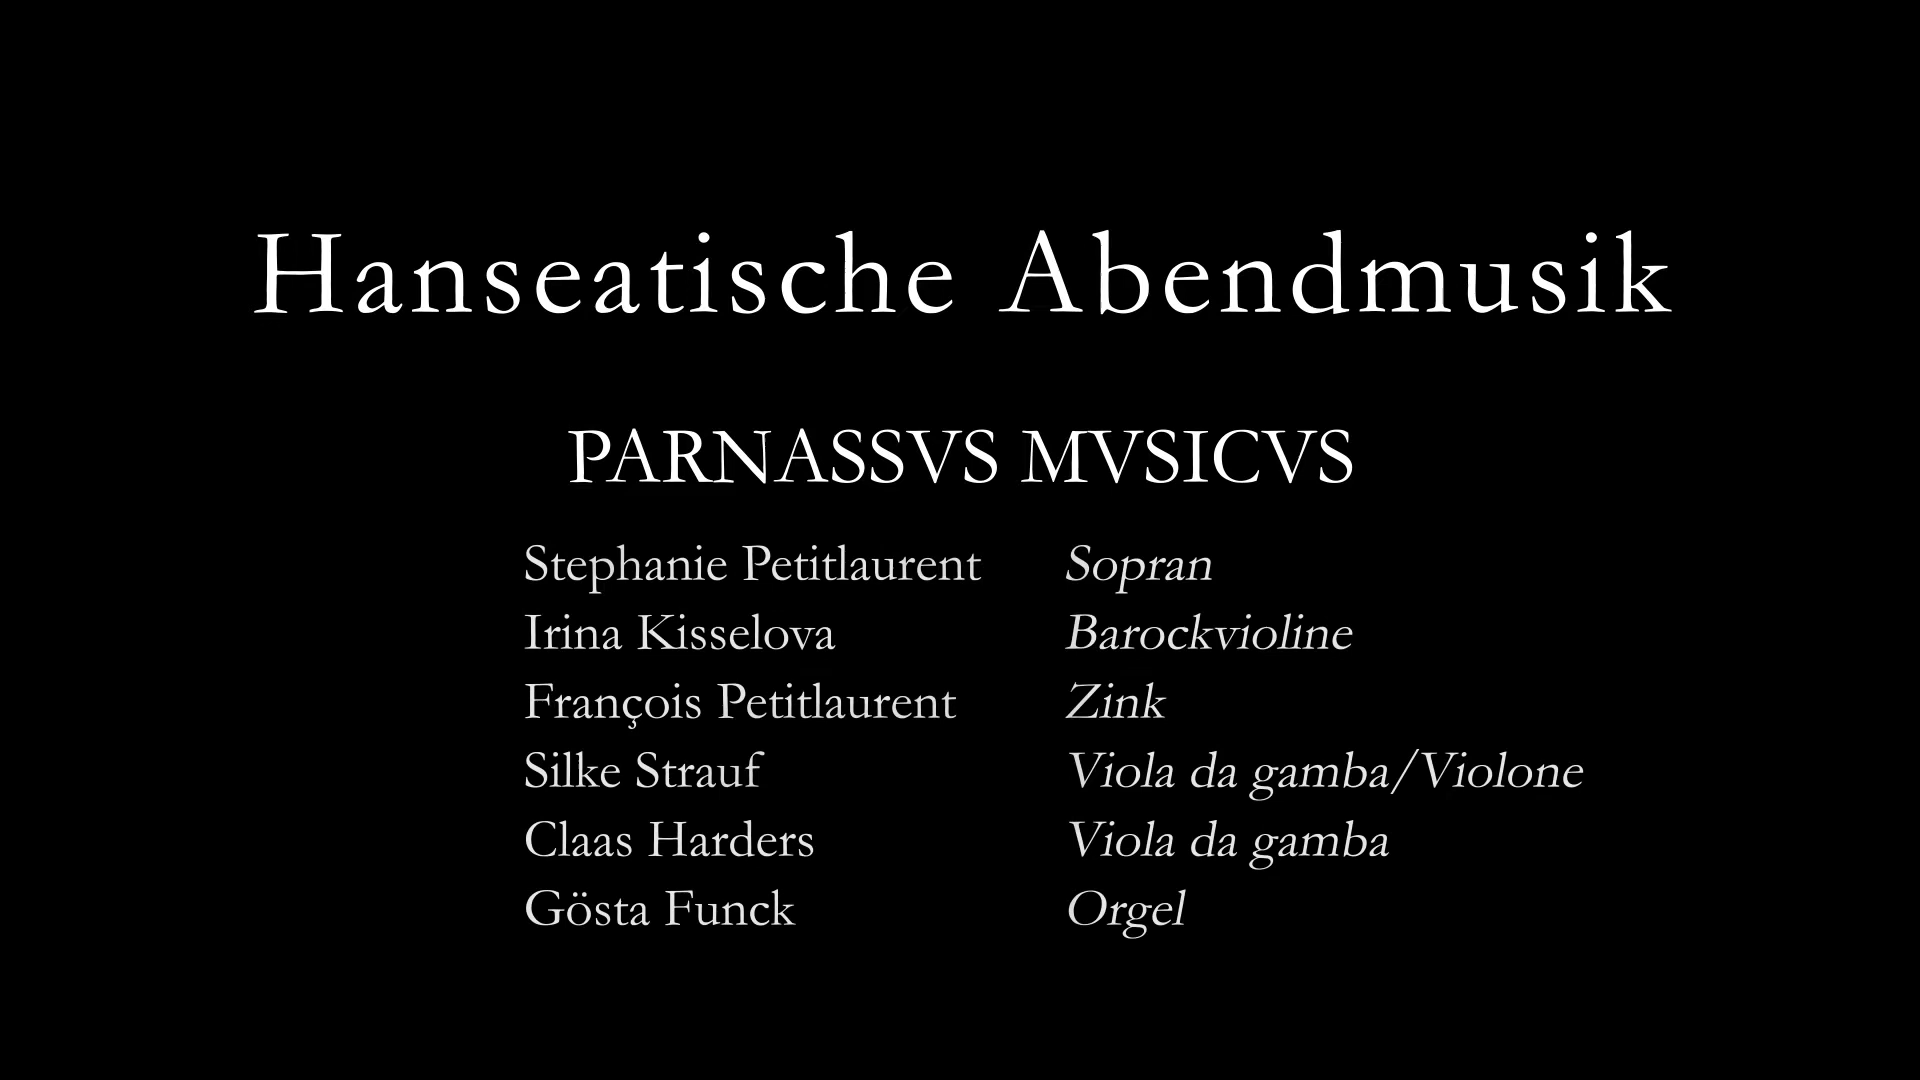 Hanseatische Abendmusik
PARNASSVS MVSICVS
Stephanie Petitlaurent Sopran
Irina Kisselova Barockvioline
François Petitlaurent Zink
Silke Strauf Viola da gamba/Violone
Claas Harders Viola da gamba
Gösta Funck Orgel